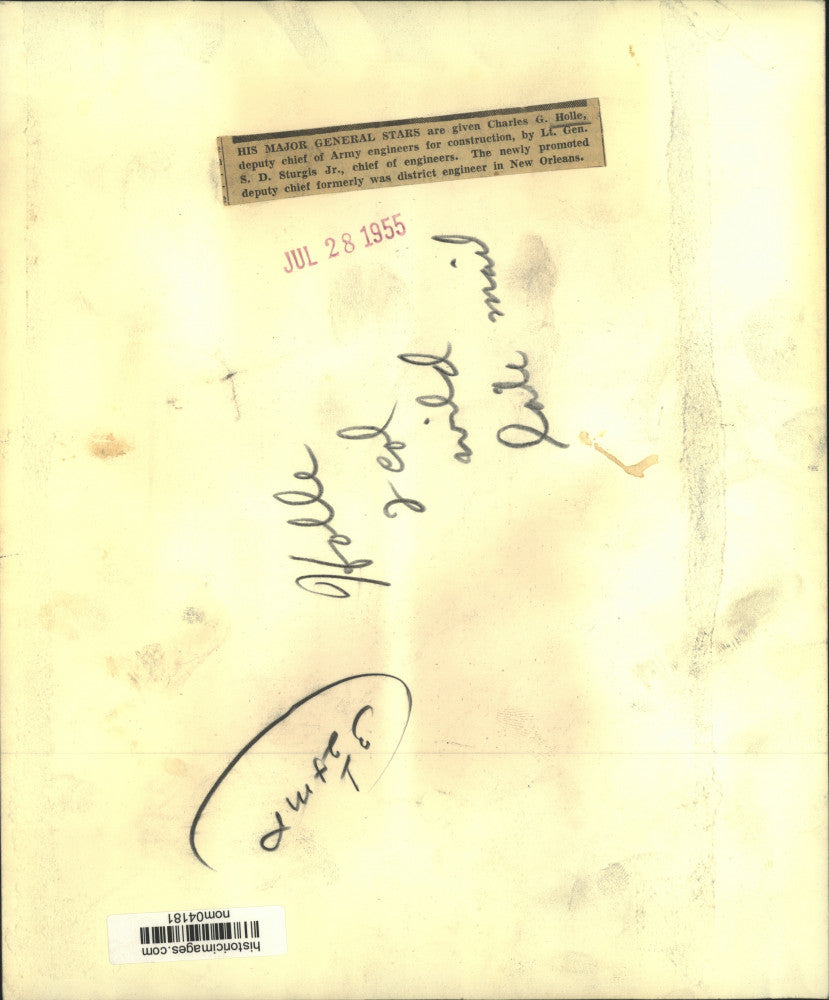 HIS MAJOR GENERAL STARS are given Charles G. Holle,
deputy chief of Army engineers for construction, by Lt. Gen.
S. D. Sturgis Jr., chief of engineers. The newly promoted
deputy chief formerly was district engineer in New Orleans.
JUL 28 1955
Holle
2 col
wild
late mail
historicimages.com
nom04181